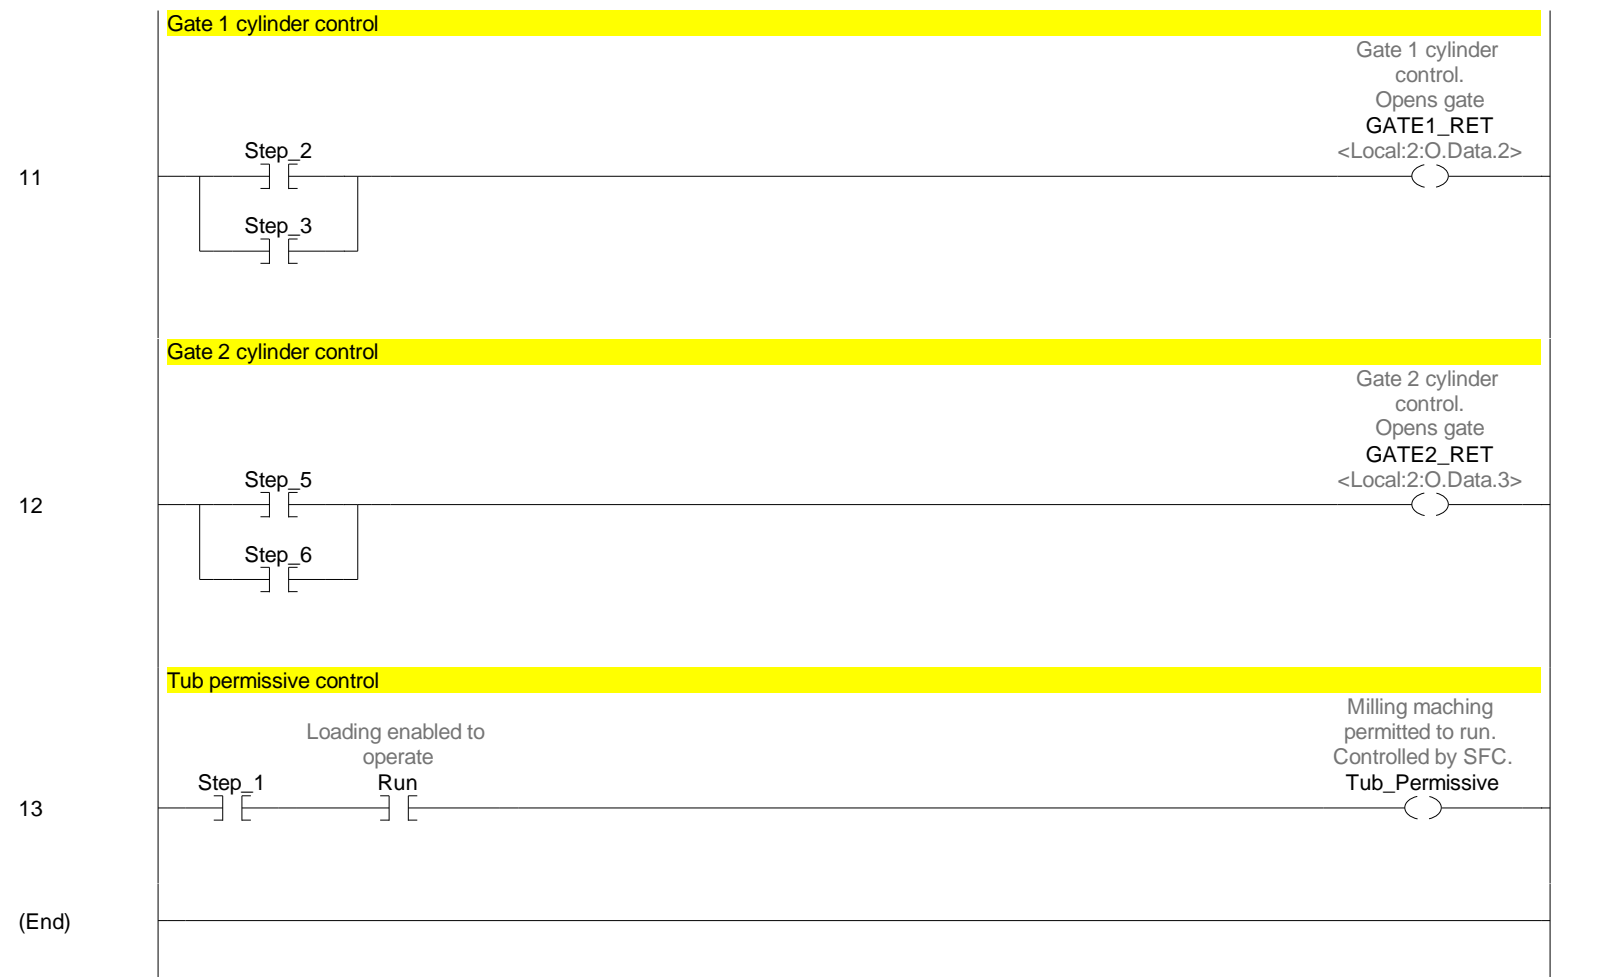 Gate 1 cylinder control
Gate 1 cylinder
control.
Opens gate
GATE1_RET
<Local:2:O.Data.2>
Step_2
11
Step_3
Gate 2 cylinder control
Gate 2 cylinder
control.
Opens gate
GATE2_RET
<Local:2:O.Data.3>
Step_5
12
Step_6
Tub permissive control
Milling maching
permitted to run.
Controlled by SFC.
Tub_Permissive
Loading enabled to
operate
Step_1
Run
13
(End)